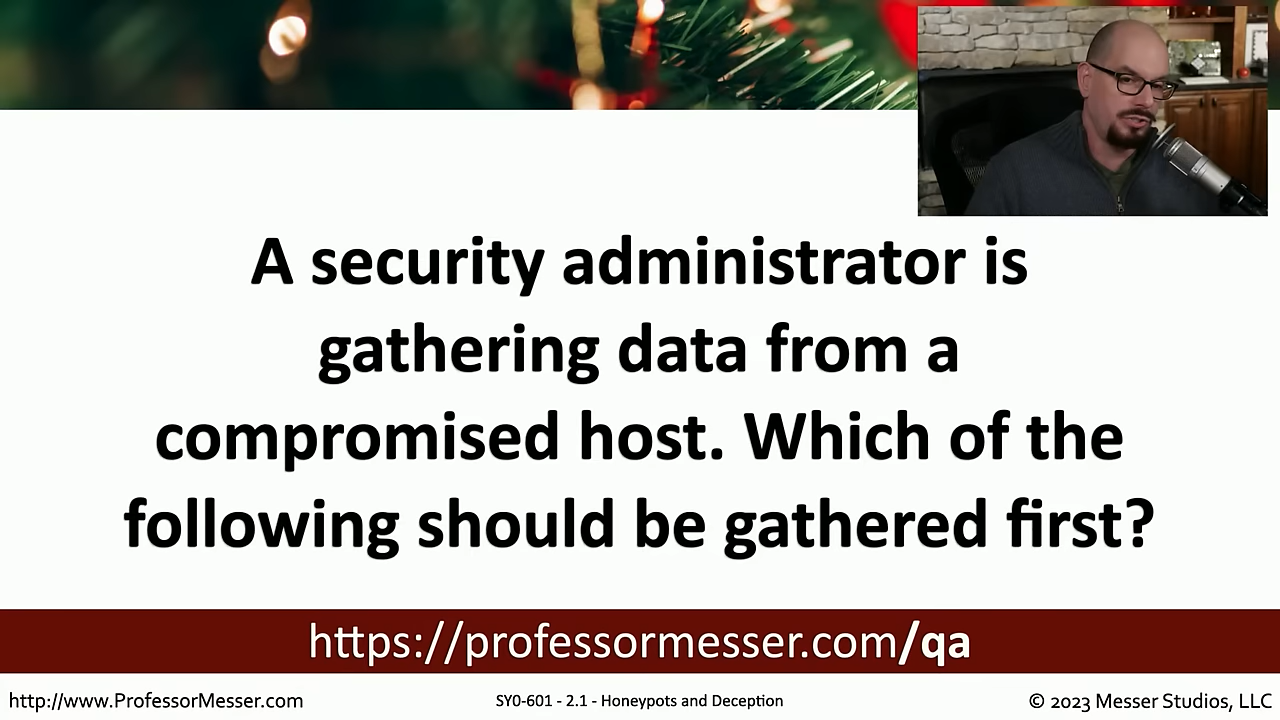 A security administrator is
gathering data from a
compromised host. Which of the
following should be gathered first?
https://professormesser.com/qa
http://www.ProfessorMesser.com
SY0-601 - 2.1 - Honeypots and Deception
© 2023 Messer Studios, LLC